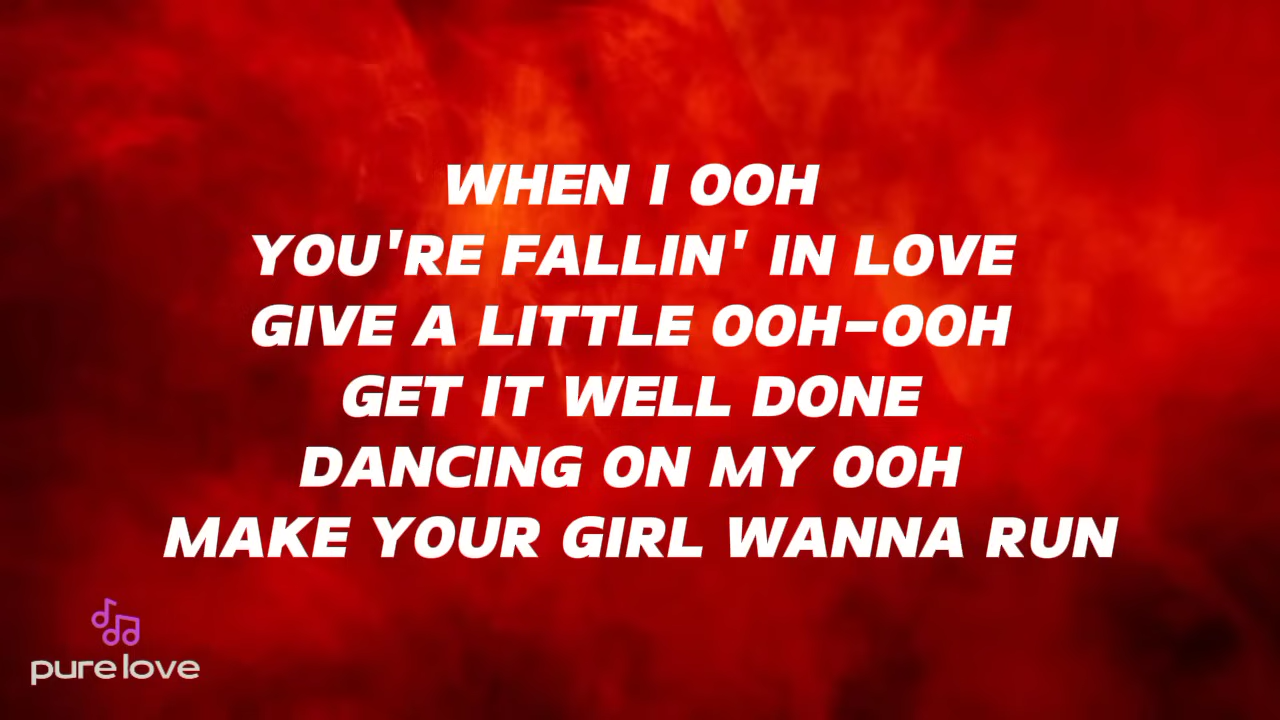 WHEN I OOH
YOU'RE FALLIN' IN LOVE
GIVE A LITTLE OOH-OOH
GET IT WELL DONE
DANCING ON MY OOH
MAKE YOUR GIRL WANNA RUN
pure love